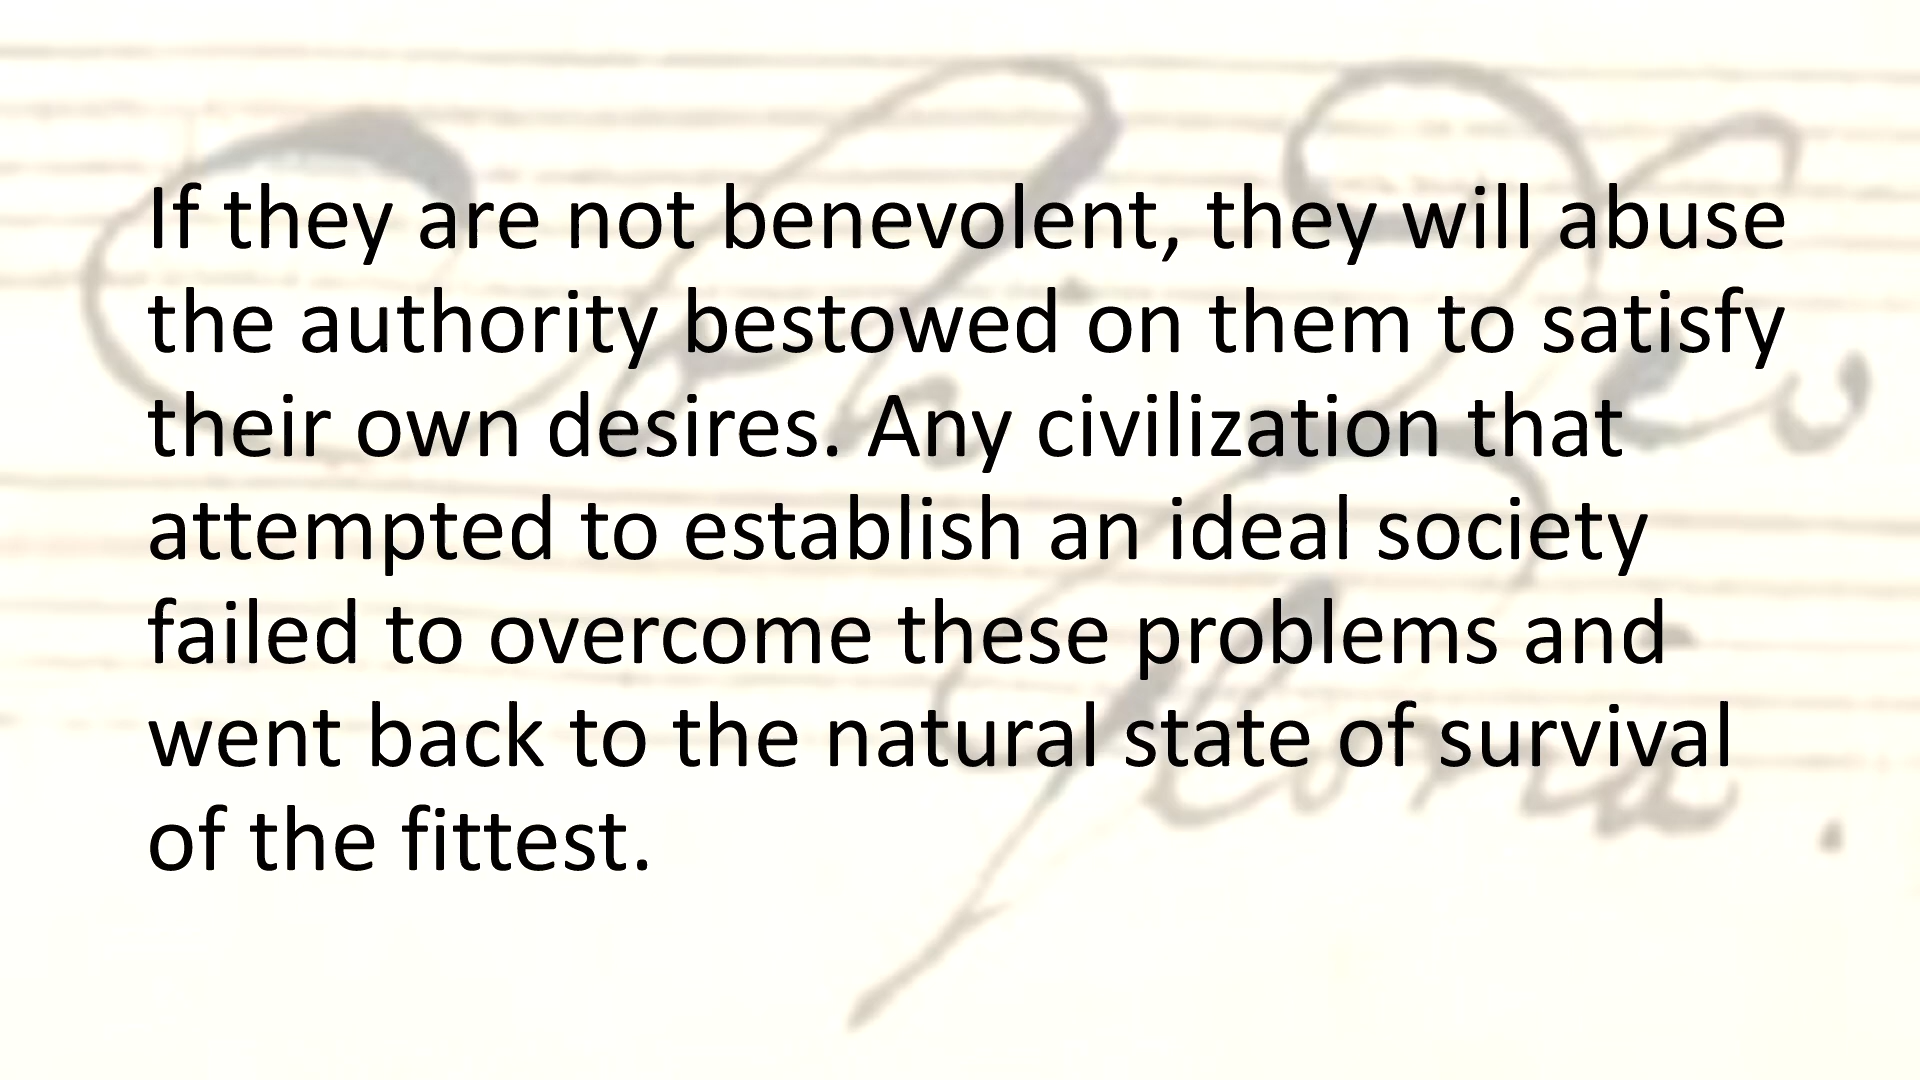 If they are not benevolent, they will abuse
the authority bestowed on them to satisfy
their own desires. Any civilization that
attempted to establish an ideal society
failed to overcome these problems and
went back to the natural state of survival
of the fittest.